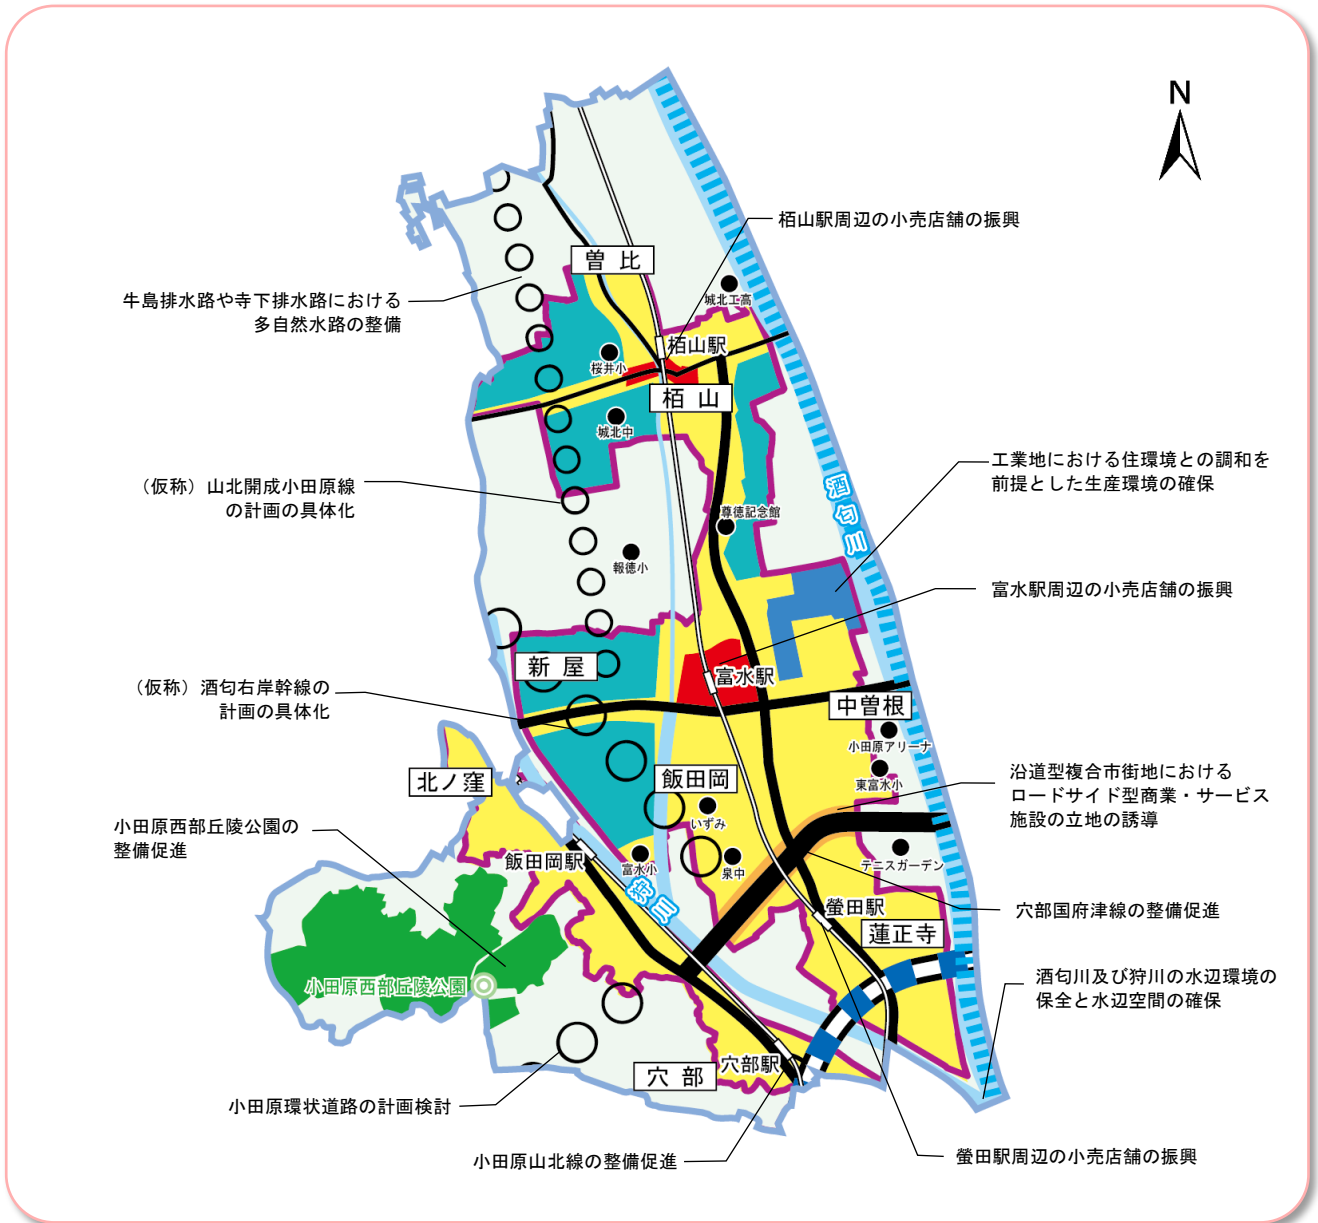 N
栢山駅周辺の小売店舗の振興
曽比
城北工高
牛島排水路や寺下排水路における
多自然水路の整備
栢山駅
桜井小
栢山
城北中
工業地における住環境との調和を
前提とした生産環境の確保
（仮称）山北開成小田原線
の計画の具体化
酒匂川
尊徳記念館
報徳小
富水駅周辺の小売店舗の振興
新屋
富水駅
（仮称）酒匂右岸幹線の
計画の具体化
中曽根
小田原アリーナ
北ノ窪
飯田岡
東富水小
沿道型複合市街地における
ロードサイド型商業・サービス
施設の立地の誘導
いずみ
小田原西部丘陵公園の
整備促進
飯田岡駅
富水小
泉中
テニスガーデン
狩川
螢田駅
穴部国府津線の整備促進
蓮正寺
小田原西部丘陵公園
酒匂川及び狩川の水辺環境の
保全と水辺空間の確保
穴部駅
穴部
小田原環状道路の計画検討
小田原山北線の整備促進
螢田駅周辺の小売店舗の振興